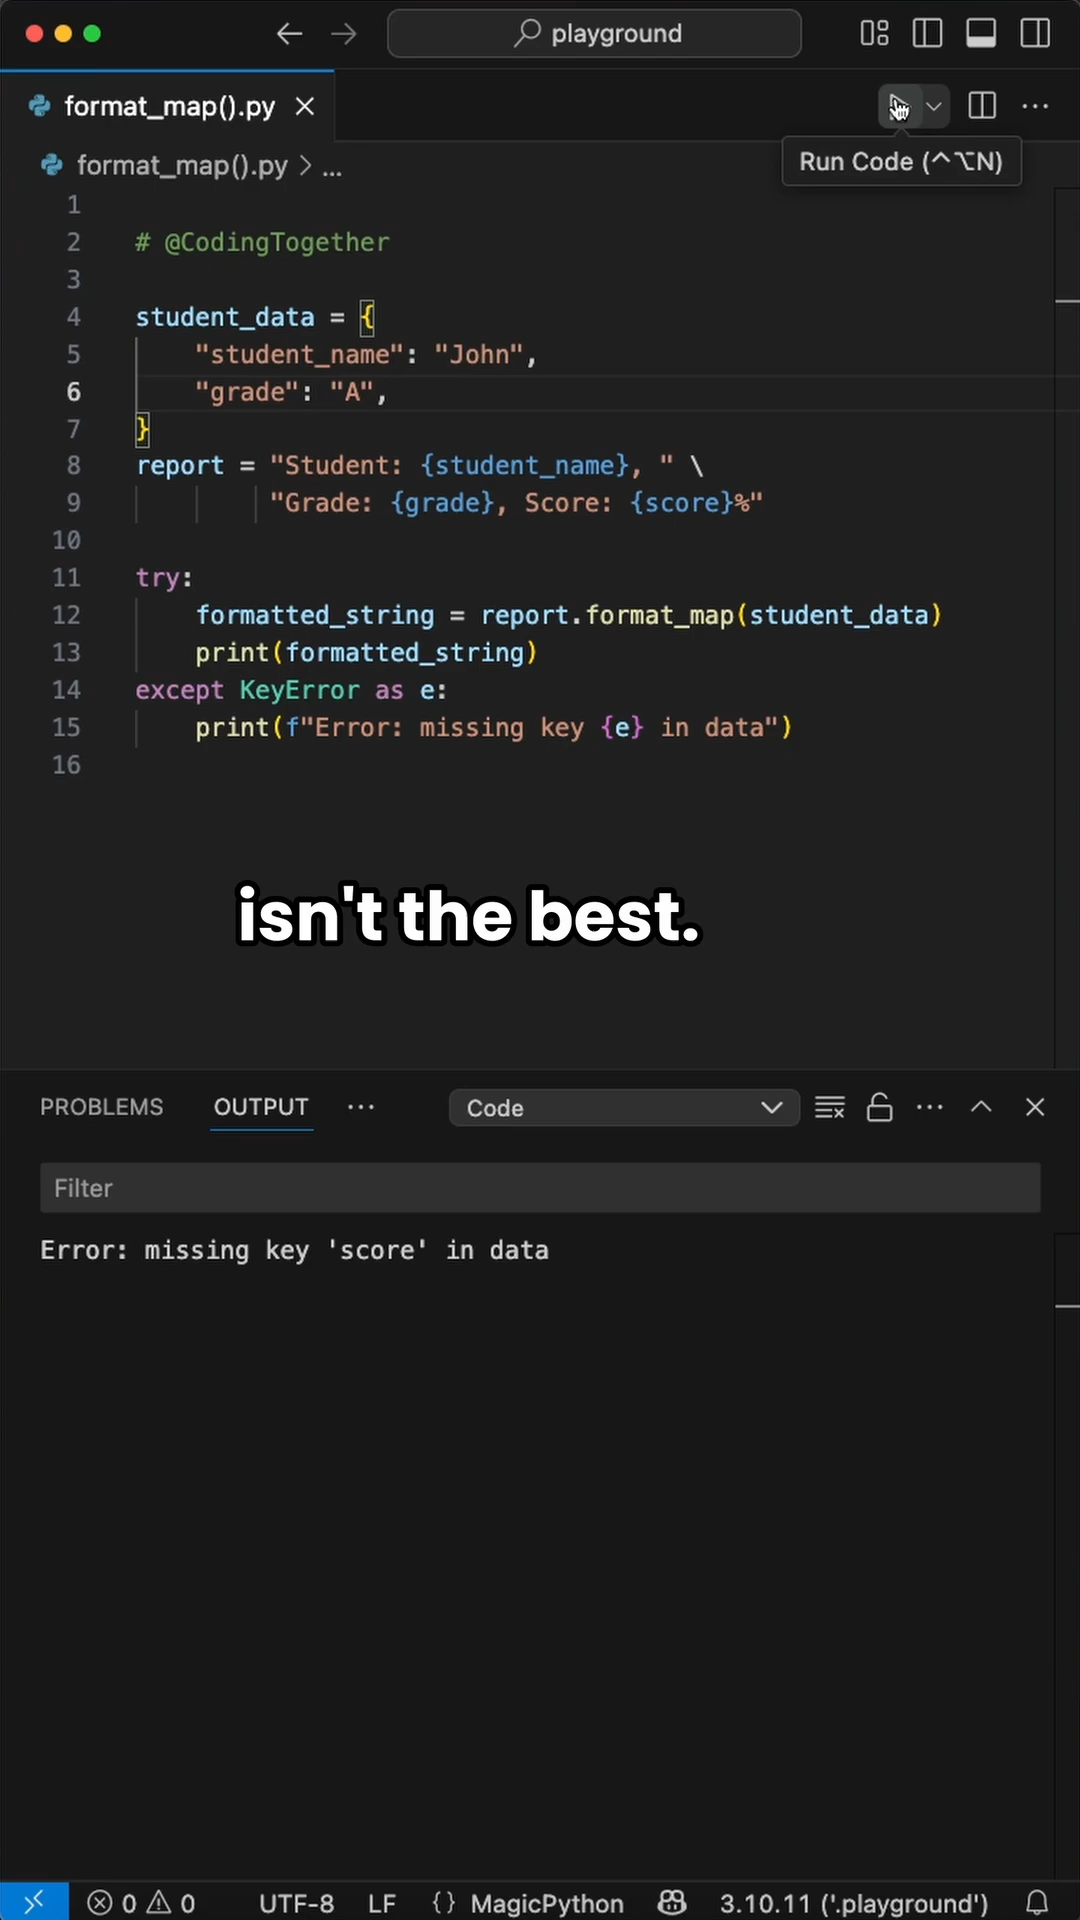 playground
format_map().py
format_map().py > ...
Run Code (^⌥N)
1
2 # @CodingTogether
3
4 student_data = {
5     "student_name": "John",
6     "grade": "A",
7 }
8 report = "Student: {student_name}, " \
9          "Grade: {grade}, Score: {score}%"
10
11 try:
12     formatted_string = report.format_map(student_data)
13     print(formatted_string)
14 except KeyError as e:
15     print(f"Error: missing key {e} in data")
16
isn't the best.
PROBLEMS OUTPUT ... Code
Filter
Error: missing key 'score' in data
0 0 UTF-8 LF {} MagicPython 3.10.11 ('.playground')